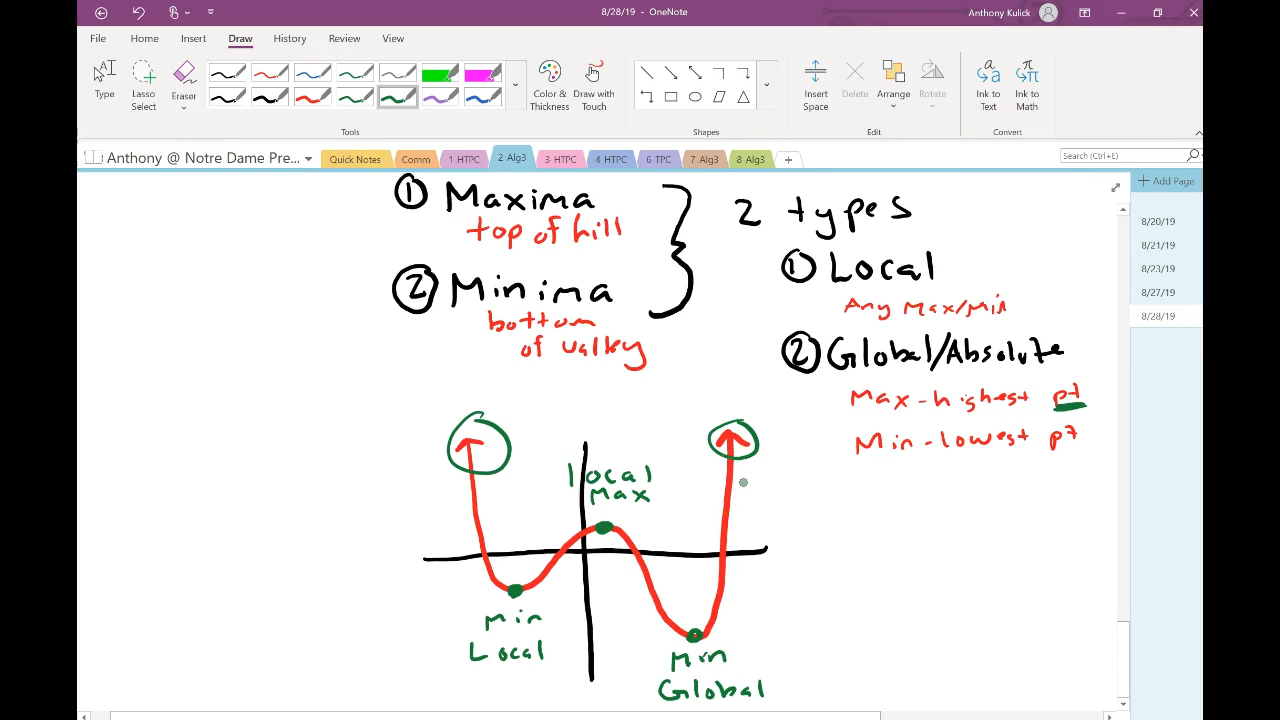 8/28/19 - OneNote
Anthony Kulick
File Home Insert Draw History Review View
Type
Lasso Select
Eraser
Color & Thickness
Draw with Touch
Insert Space
Delete
Arrange
Rotate
Ink to Text
Ink to Math
Tools
Shapes
Edit
Convert
Anthony @ Notre Dame Pre...
Quick Notes
Comm
1 HTPC
2 Alg3
3 HTPC
4 HTPC
6 TPC
7 Alg3
8 Alg3
Search (Ctrl+E)
Add Page
8/20/19
8/21/19
8/23/19
8/27/19
8/28/19
① Maxima
top of hill
② Minima
bottom
of valley
2 types
① Local
Any Max/Min
② Global/Absolute
Max - highest pt
Min - lowest pt
local
Max
Min
Local
Min
Global